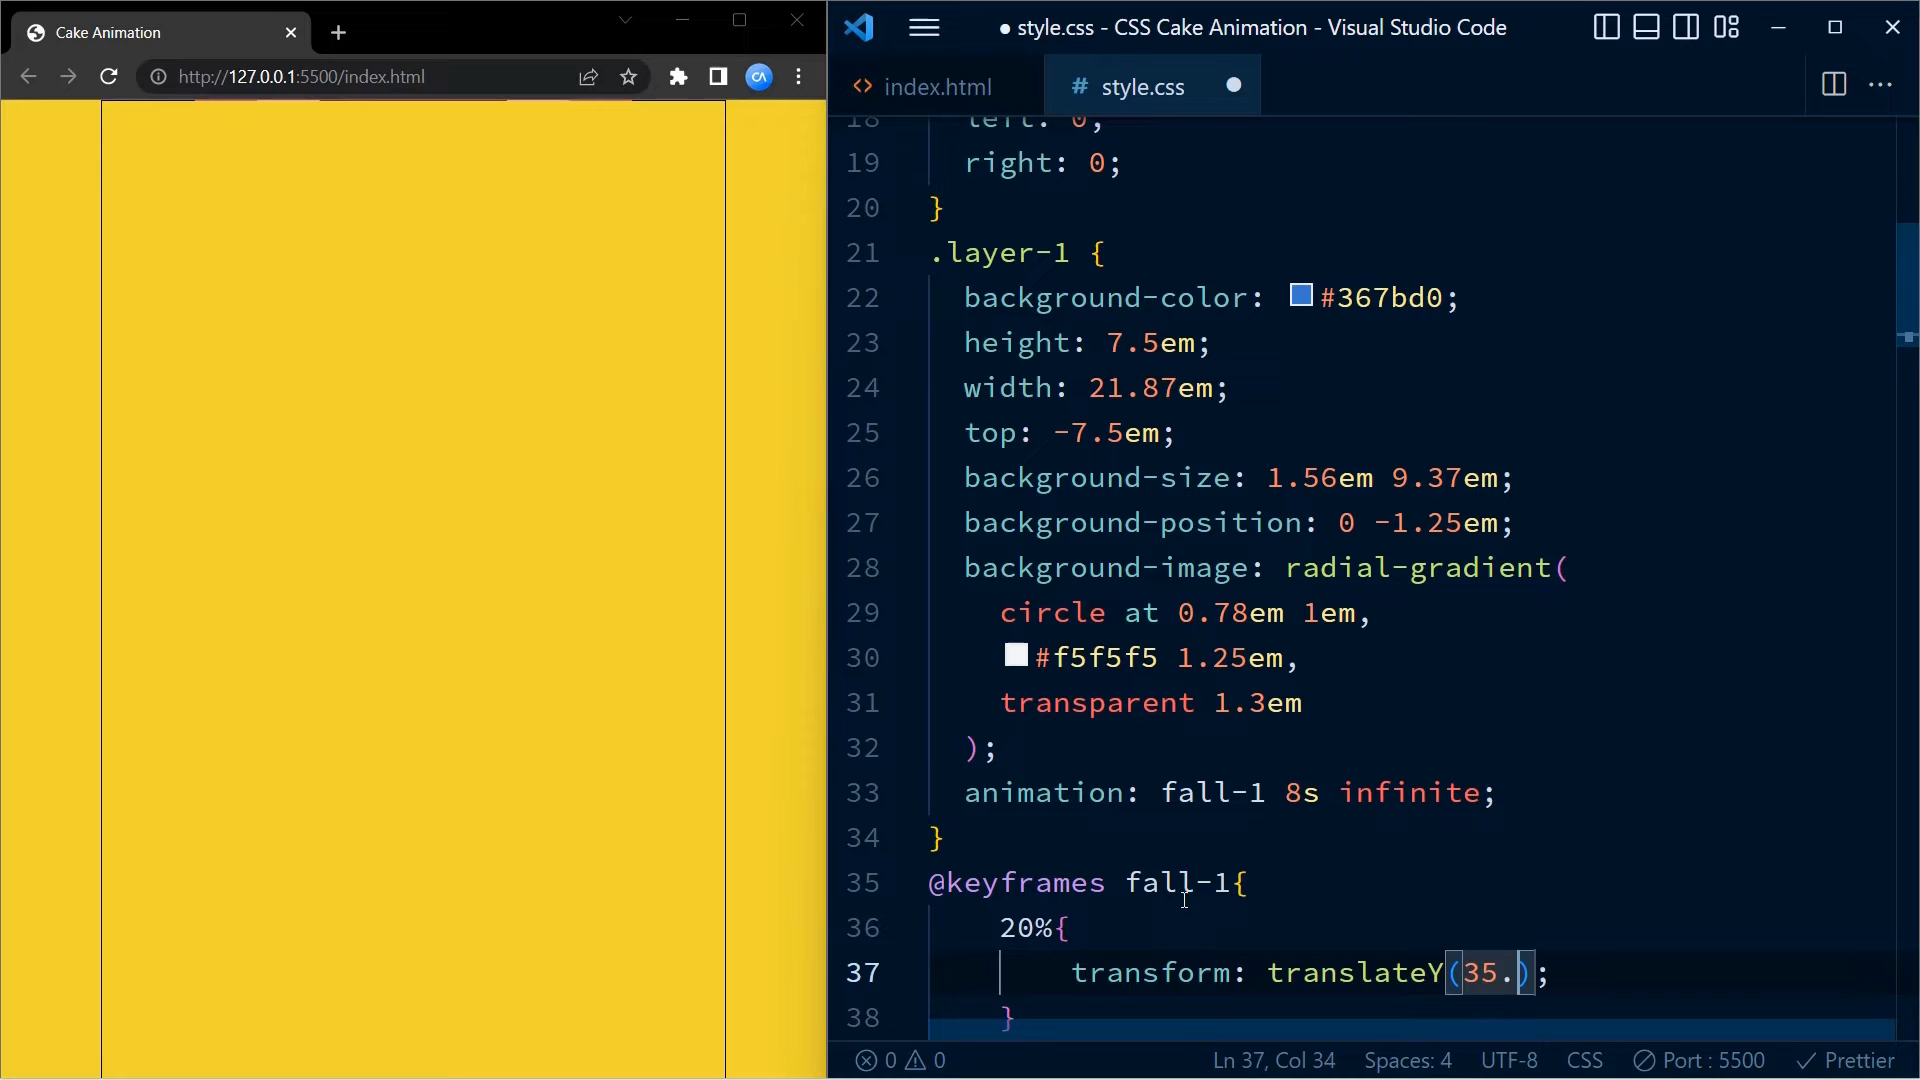 Cake Animation
http://127.0.0.1:5500/index.html
CA
● style.css - CSS Cake Animation - Visual Studio Code
<> index.html
# style.css
18 left: 0;
19 right: 0;
20 }
21 .layer-1 {
22 background-color: #367bd0;
23 height: 7.5em;
24 width: 21.87em;
25 top: -7.5em;
26 background-size: 1.56em 9.37em;
27 background-position: 0 -1.25em;
28 background-image: radial-gradient(
29 circle at 0.78em 1em,
30 #f5f5f5 1.25em,
31 transparent 1.3em
32 );
33 animation: fall-1 8s infinite;
34 }
35 @keyframes fall-1{
36 20%{
37 transform: translateY(35.);
38 }
0 0 Ln 37, Col 34 Spaces: 4 UTF-8 CSS Port : 5500 Prettier